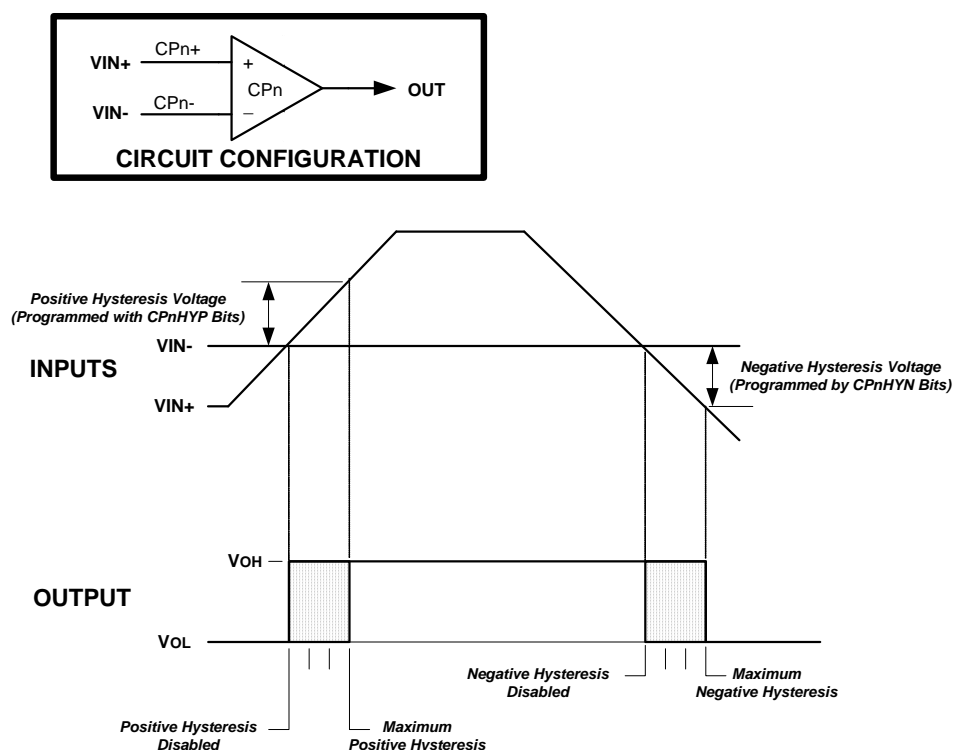 CPn+
VIN+
+
CPn
OUT
CPn-
VIN-
−
CIRCUIT CONFIGURATION
Positive Hysteresis Voltage
(Programmed with CPnHYP Bits)
VIN-
INPUTS
Negative Hysteresis Voltage
(Programmed by CPnHYN Bits)
VIN+
VOH
OUTPUT
VOL
Negative Hysteresis
Disabled
Maximum
Negative Hysteresis
Positive Hysteresis
Disabled
Maximum
Positive Hysteresis